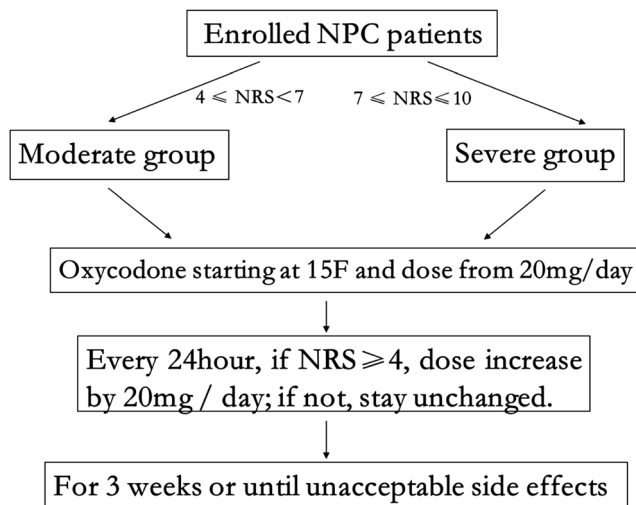 Enrolled NPC patients
4 ⩽ NRS<7
7 ⩽ NRS⩽10
Moderate group
Severe group
Oxycodone starting at 15F and dose from 20mg/day
Every 24hour, if NRS⩾4, dose increase
by 20mg / day; if not, stay unchanged.
For 3 weeks or until unacceptable side effects